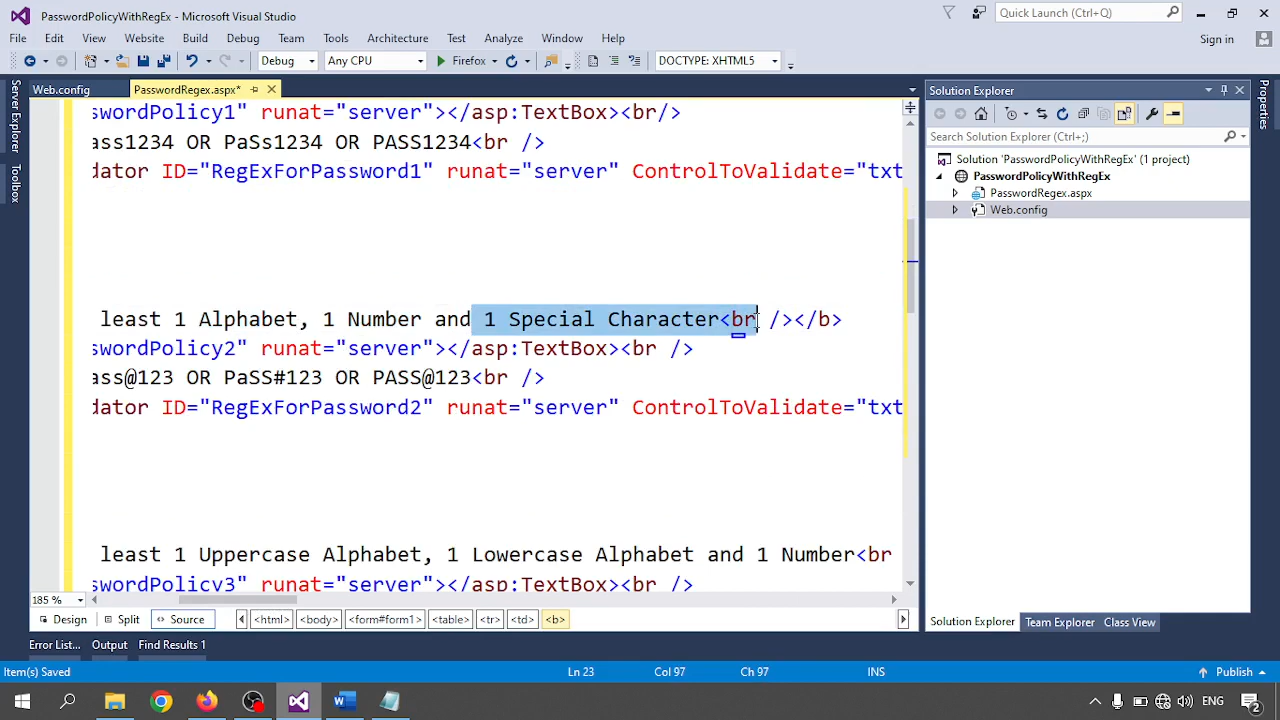 PasswordPolicyWithRegEx - Microsoft Visual Studio
Quick Launch (Ctrl+Q)
File Edit View Website Build Debug Team Tools Architecture Test Analyze Window Help
Sign in
Debug Any CPU Firefox DOCTYPE: XHTML5
Server Explorer
Toolbox
Web.config PasswordRegex.aspx*
Solution Explorer
Properties
Search Solution Explorer (Ctrl+;)
Solution 'PasswordPolicyWithRegEx' (1 project)
PasswordPolicyWithRegEx
PasswordRegex.aspx
Web.config
swordPolicy1" runat="server"></asp:TextBox><br/>
ass1234 OR PaSs1234 OR PASS1234<br />
dator ID="RegExForPassword1" runat="server" ControlToValidate="txt
least 1 Alphabet, 1 Number and 1 Special Character<br /></b>
swordPolicy2" runat="server"></asp:TextBox><br />
ass@123 OR PaSS#123 OR PASS@123<br />
dator ID="RegExForPassword2" runat="server" ControlToValidate="txt
least 1 Uppercase Alphabet, 1 Lowercase Alphabet and 1 Number<br
swordPolicy3" runat="server"></asp:TextBox><br />
185 %
Design Split Source <html> <body> <form#form1> <table> <tr> <td> <b>
Solution Explorer Team Explorer Class View
Error List... Output Find Results 1
Item(s) Saved Ln 23 Col 97 Ch 97 INS Publish
ENG 2